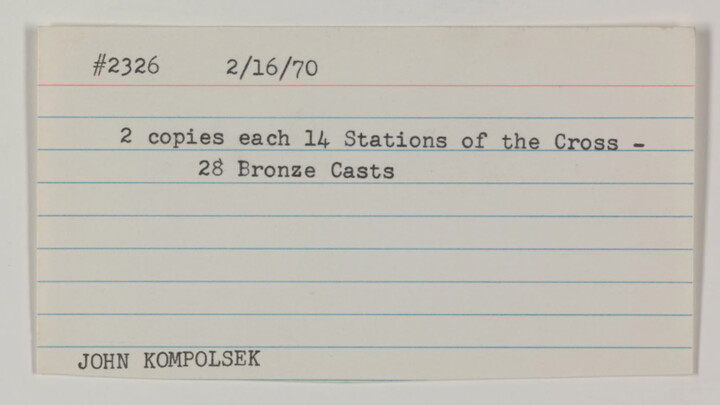 #2326 2/16/70
2 copies each 14 Stations of the Cross -
28 Bronze Casts
JOHN KOMPOLSEK